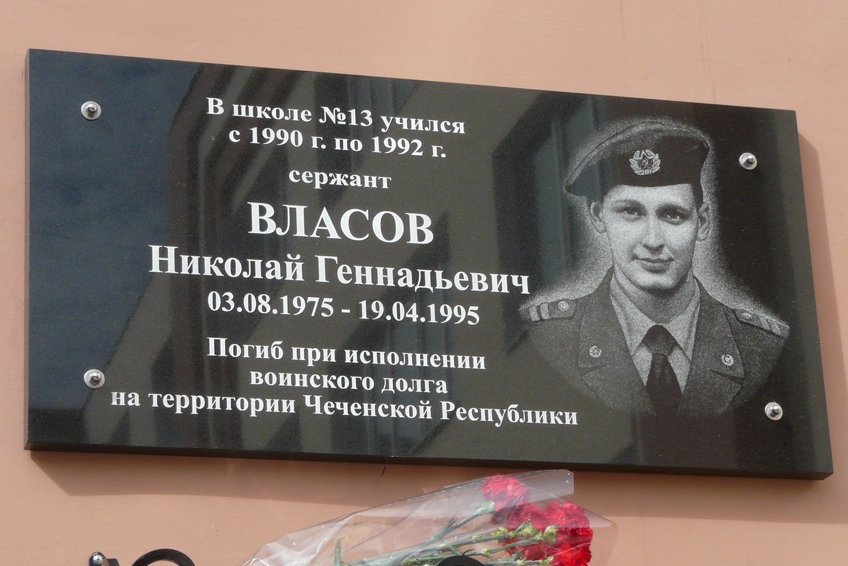 В школе №13 учился
с 1990 г. по 1992 г.
сержант
ВЛАСОВ
Николай Геннадьевич
03.08.1975 - 19.04.1995
Погиб при исполнении
воинского долга
на территории Чеченской Республики